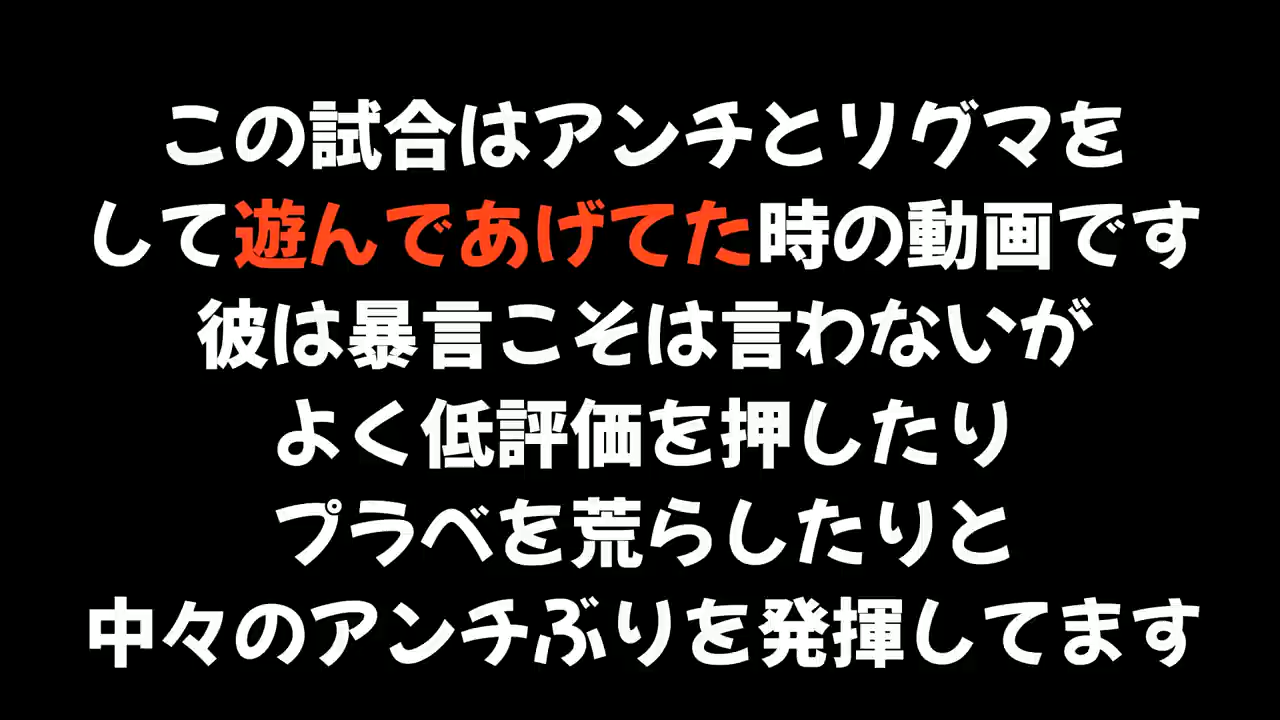 この試合はアンチとリグマを
して遊んであげてた時の動画です
彼は暴言こそは言わないが
よく低評価を押したり
プラベを荒らしたりと
中々のアンチぶりを発揮してます